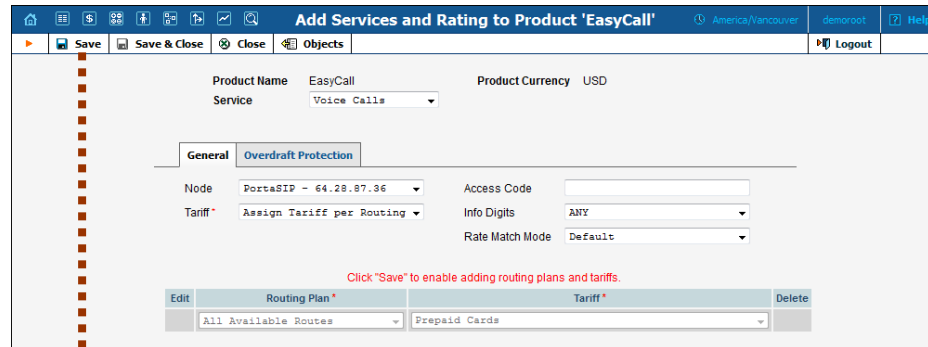 Add Services and Rating to Product 'EasyCall' America/Vancouver demoroot ? Help
Save Save & Close Close Objects Logout
Product Name EasyCall Product Currency USD
Service Voice Calls
General Overdraft Protection
Node PortaSIP - 64.28.87.36 Access Code
Tariff * Assign Tariff per Routing Info Digits ANY
Rate Match Mode Default
Click "Save" to enable adding routing plans and tariffs.
Edit Routing Plan * Tariff * Delete
All Available Routes Prepaid Cards